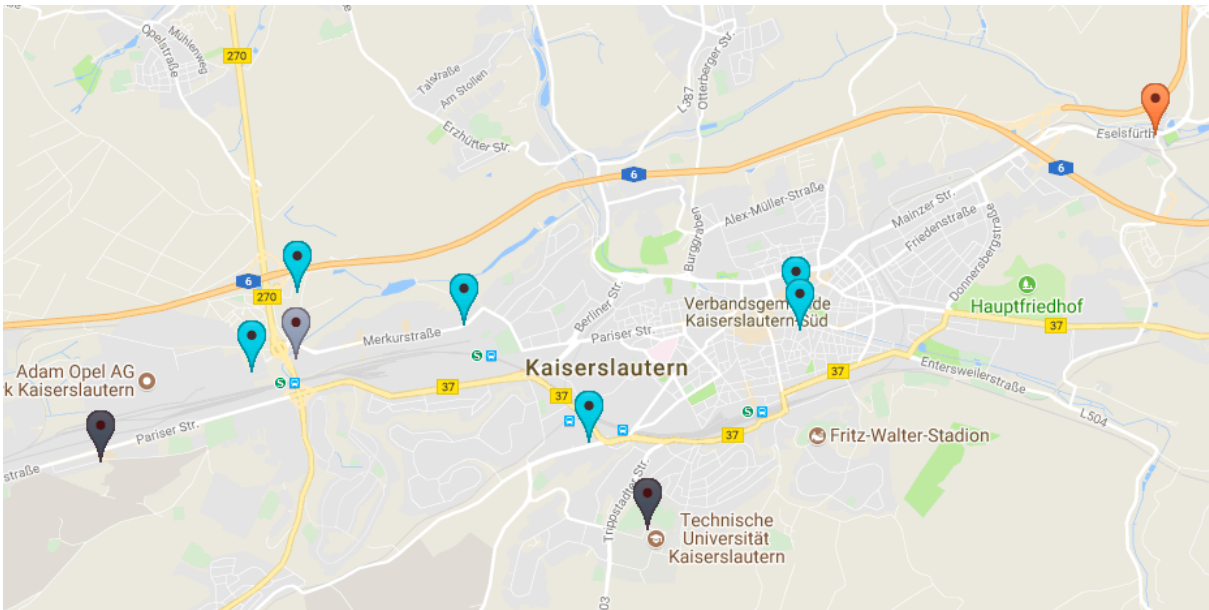 Opelstraße
Mühlenweg
270
Talstraße
Am Stollen
Erzhütter Str.
L387
Otterberger Str.
Eselsfürth
6
6
Alex-Müller-Straße
Mainzer Str.
Friedenstraße
Donnersbergstraße
Burggraben
6
270
Merkurstraße
Berliner Str.
Pariser Str.
Verbandsgemeinde
Kaiserslautern-Süd
Hauptfriedhof
37
S
Kaiserslautern
Adam Opel AG
k Kaiserslautern
S
37
37
37
Entersweilerstraße
L504
Pariser Str.
S
37
Fritz-Walter-Stadion
straße
Trippstadter Str.
Technische
Universität
Kaiserslautern
03